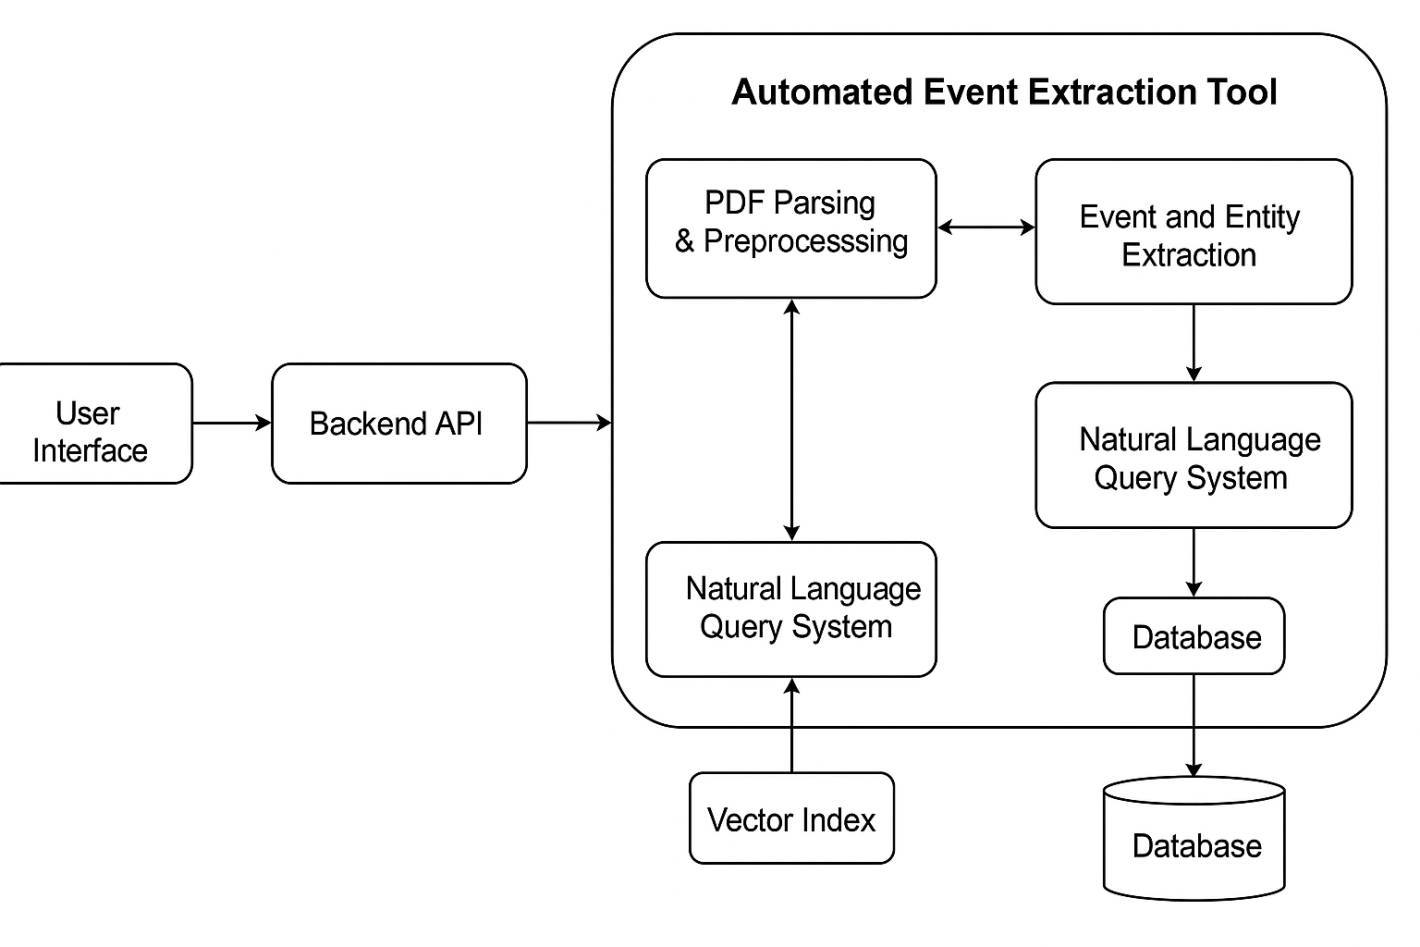 Automated Event Extraction Tool
PDF Parsing
& Preprocesssing
Event and Entity
Extraction
User
Interface
Backend API
Natural Language
Query System
Natural Language
Query System
Database
Vector Index
Database